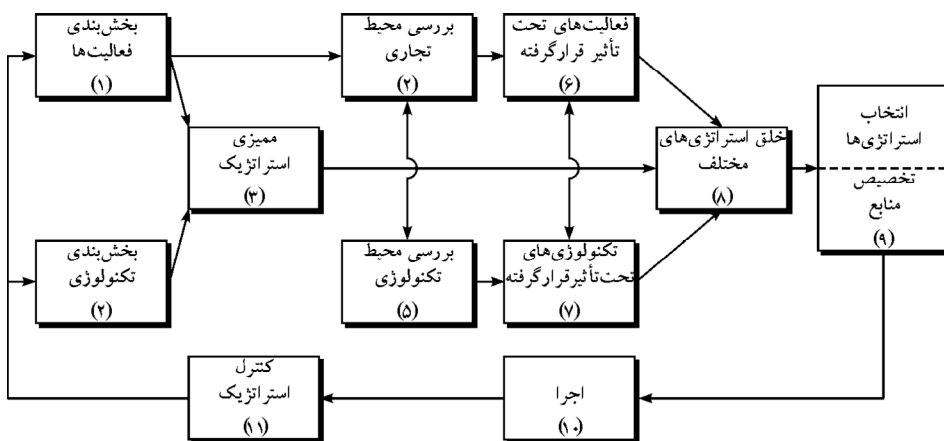 بخش‌بندی
فعالیت‌ها
(۱)
بررسی محیط
تجاری
(۲)
فعالیت‌های تحت
تأثیر قرارگرفته
(۶)
ممیزی
استراتژیک
(۳)
خلق استراتژی‌های
مختلف
(۸)
انتخاب
استراتژی‌ها
تخصیص
منابع
(۹)
بخش‌بندی
تکنولوژی
(۲)
بررسی محیط
تکنولوژی
(۵)
تکنولوژی‌های
تحت‌تأثیرقرارگرفته
(۷)
کنترل
استراتژیک
(۱۱)
اجرا
(۱۰)